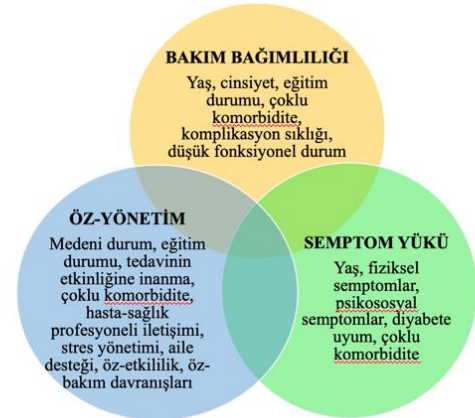 BAKIM BAĞIMLILIĞI
Yaş, cinsiyet, eğitim
durumu, çoklu
komorbidite,
komplikasyon sıklığı,
düşük fonksiyonel durum
ÖZ-YÖNETİM
Medeni durum, eğitim
durumu, tedavinin
etkinliğine inanma,
çoklu komorbidite,
hasta-sağlık
profesyoneli iletişimi,
stres yönetimi, aile
desteği, öz-etkililik, öz-
bakım davranışları
SEMPTOM YÜKÜ
Yaş, fiziksel
semptomlar,
psikososyal
semptomlar, diyabete
uyum, çoklu
komorbidite